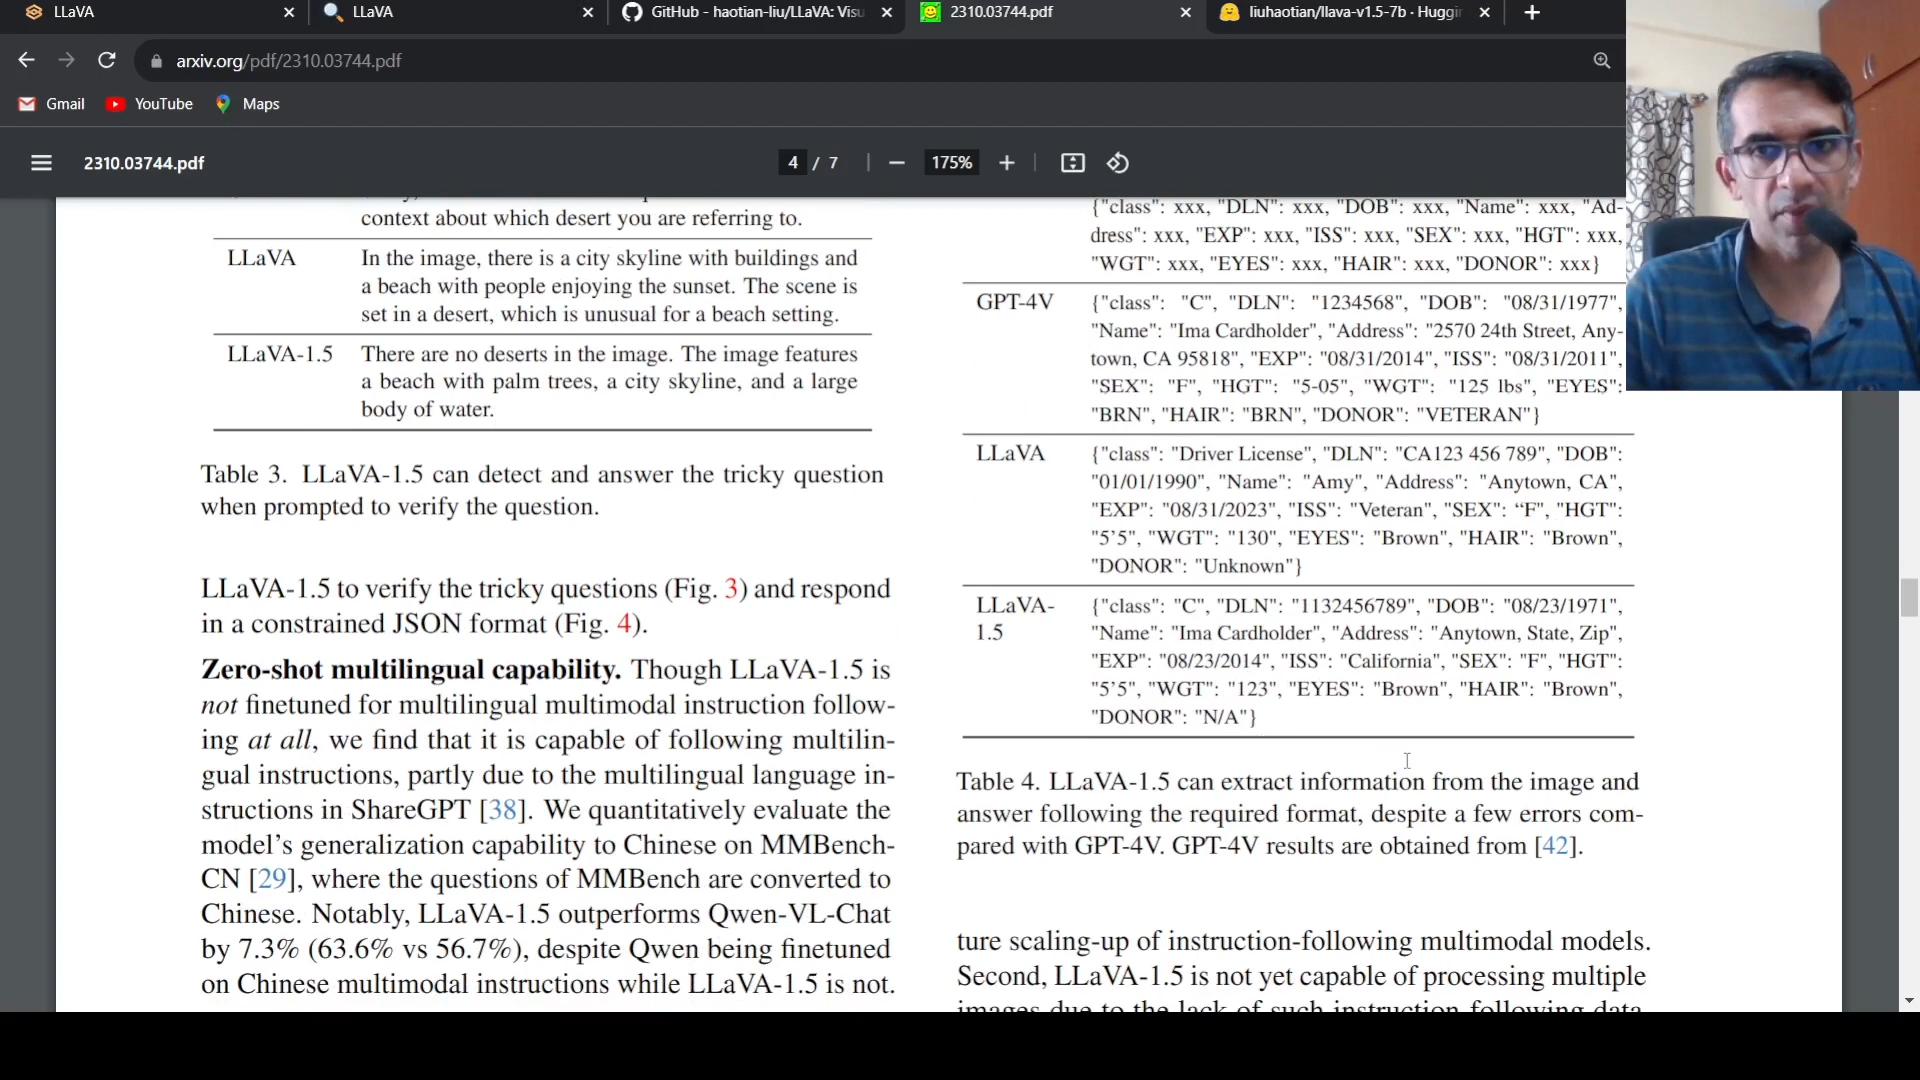 LLaVA
LLaVA
GitHub - haotian-liu/LLaVA: Visu
2310.03744.pdf
liuhaotian/llava-v1.5-7b · Huggin
arxiv.org/pdf/2310.03744.pdf
Gmail
YouTube
Maps
2310.03744.pdf
4 / 7
175%
context about which desert you are referring to.
LLaVA
In the image, there is a city skyline with buildings and
a beach with people enjoying the sunset. The scene is
set in a desert, which is unusual for a beach setting.
LLaVA-1.5
There are no deserts in the image. The image features
a beach with palm trees, a city skyline, and a large
body of water.
Table 3. LLaVA-1.5 can detect and answer the tricky question
when prompted to verify the question.
LLaVA-1.5 to verify the tricky questions (Fig. 3) and respond
in a constrained JSON format (Fig. 4).
Zero-shot multilingual capability. Though LLaVA-1.5 is
not finetuned for multilingual multimodal instruction follow-
ing at all, we find that it is capable of following multilin-
gual instructions, partly due to the multilingual language in-
structions in ShareGPT [38]. We quantitatively evaluate the
model's generalization capability to Chinese on MMBench-
CN [29], where the questions of MMBench are converted to
Chinese. Notably, LLaVA-1.5 outperforms Qwen-VL-Chat
by 7.3% (63.6% vs 56.7%), despite Qwen being finetuned
on Chinese multimodal instructions while LLaVA-1.5 is not.
{"class": xxx, "DLN": xxx, "DOB": xxx, "Name": xxx, "Ad-
dress": xxx, "EXP": xxx, "ISS": xxx, "SEX": xxx, "HGT": xxx,
"WGT": xxx, "EYES": xxx, "HAIR": xxx, "DONOR": xxx}
GPT-4V
{"class": "C", "DLN": "1234568", "DOB": "08/31/1977",
"Name": "Ima Cardholder", "Address": "2570 24th Street, Any-
town, CA 95818", "EXP": "08/31/2014", "ISS": "08/31/2011",
"SEX": "F", "HGT": "5-05", "WGT": "125 lbs", "EYES":
"BRN", "HAIR": "BRN", "DONOR": "VETERAN"}
LLaVA
{"class": "Driver License", "DLN": "CA123 456 789", "DOB":
"01/01/1990", "Name": "Amy", "Address": "Anytown, CA",
"EXP": "08/31/2023", "ISS": "Veteran", "SEX": “F", "HGT":
"5’5", "WGT": "130", "EYES": "Brown", "HAIR": "Brown",
"DONOR": "Unknown"}
LLaVA-
1.5
{"class": "C", "DLN": "1132456789", "DOB": "08/23/1971",
"Name": "Ima Cardholder", "Address": "Anytown, State, Zip",
"EXP": "08/23/2014", "ISS": "California", "SEX": "F", "HGT":
"5’5", "WGT": "123", "EYES": "Brown", "HAIR": "Brown",
"DONOR": "N/A"}
Table 4. LLaVA-1.5 can extract information from the image and
answer following the required format, despite a few errors com-
pared with GPT-4V. GPT-4V results are obtained from [42].
ture scaling-up of instruction-following multimodal models.
Second, LLaVA-1.5 is not yet capable of processing multiple
images due to the lack of such instruction-following data